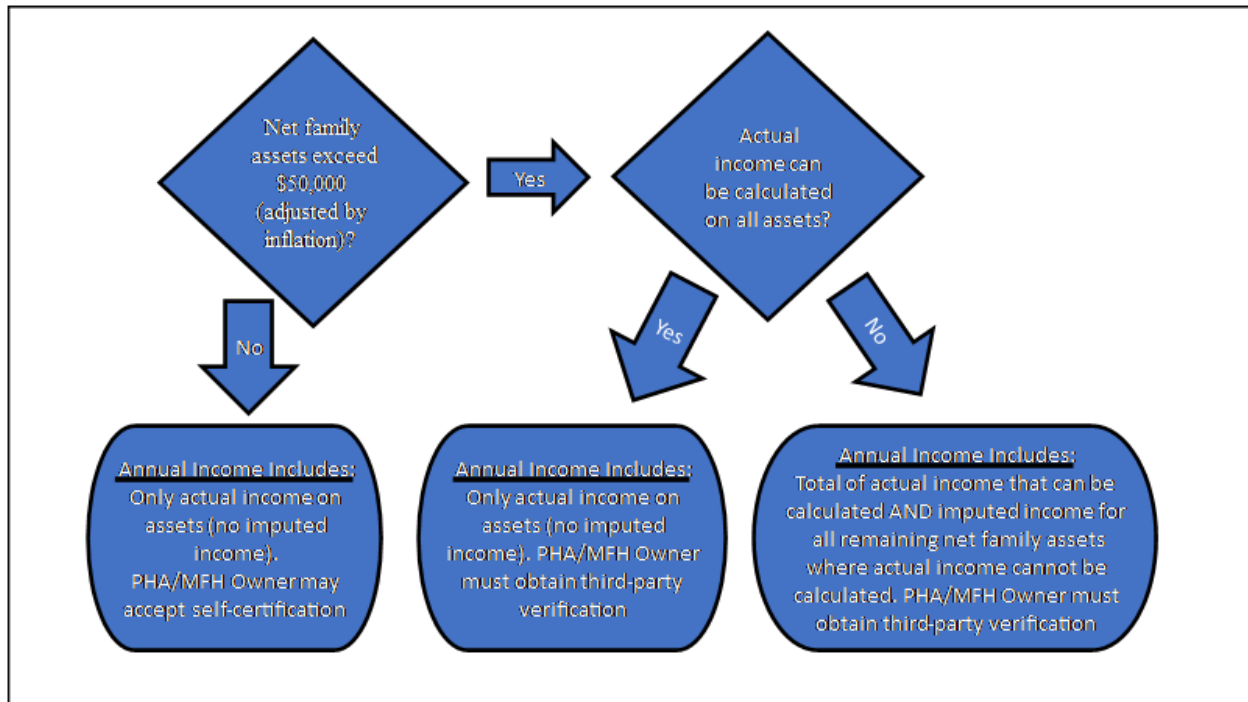 Net family
assets exceed
$50,000
(adjusted by
inflation)?
Yes
Actual
income can
be calculated
on all assets?
No
Yes
No
Annual Income Includes:
Only actual income on
assets (no imputed
income).
PHA/MFH Owner may
accept self-certification
Annual Income Includes:
Only actual income on
assets (no imputed
income). PHA/MFH Owner
must obtain third-party
verification
Annual Income Includes:
Total of actual income that can be
calculated AND imputed income for
all remaining net family assets
where actual income cannot be
calculated. PHA/MFH Owner must
obtain third-party verification